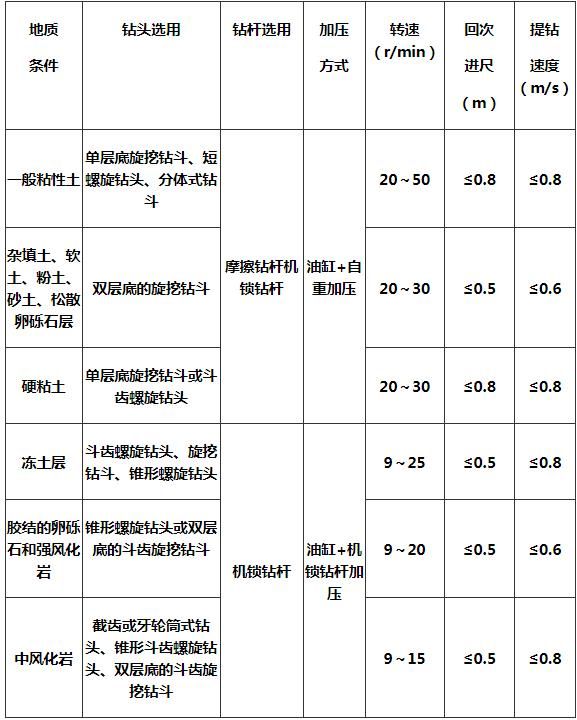 地质
条件
钻头选用
钻杆选用
加压
方式
转速
（r/min）
回次
进尺
（m）
提钻
速度
（m/s）
一般粘性土
单层底旋挖钻斗、短
螺旋钻头、分体式钻
斗
摩擦钻杆机
锁钻杆
油缸+自
重加压
20～50
≤0.8
≤0.8
杂填土、软
土、粉土、
砂土、松散
卵砾石层
双层底的旋挖钻斗
20～30
≤0.5
≤0.6
硬粘土
单层底旋挖钻斗或斗
齿螺旋钻头
20～30
≤0.8
≤0.8
冻土层
斗齿螺旋钻头、旋挖
钻斗、锥形螺旋钻头
机锁钻杆
油缸+机
锁钻杆加
压
9～25
≤0.5
≤0.8
胶结的卵砾
石和强风化
岩
锥形螺旋钻头或双层
底的斗齿旋挖钻斗
9～20
≤0.5
≤0.6
中风化岩
截齿或牙轮筒式钻
头、锥形斗齿螺旋钻
头、双层底的斗齿旋
挖钻斗
9～15
≤0.5
≤0.8